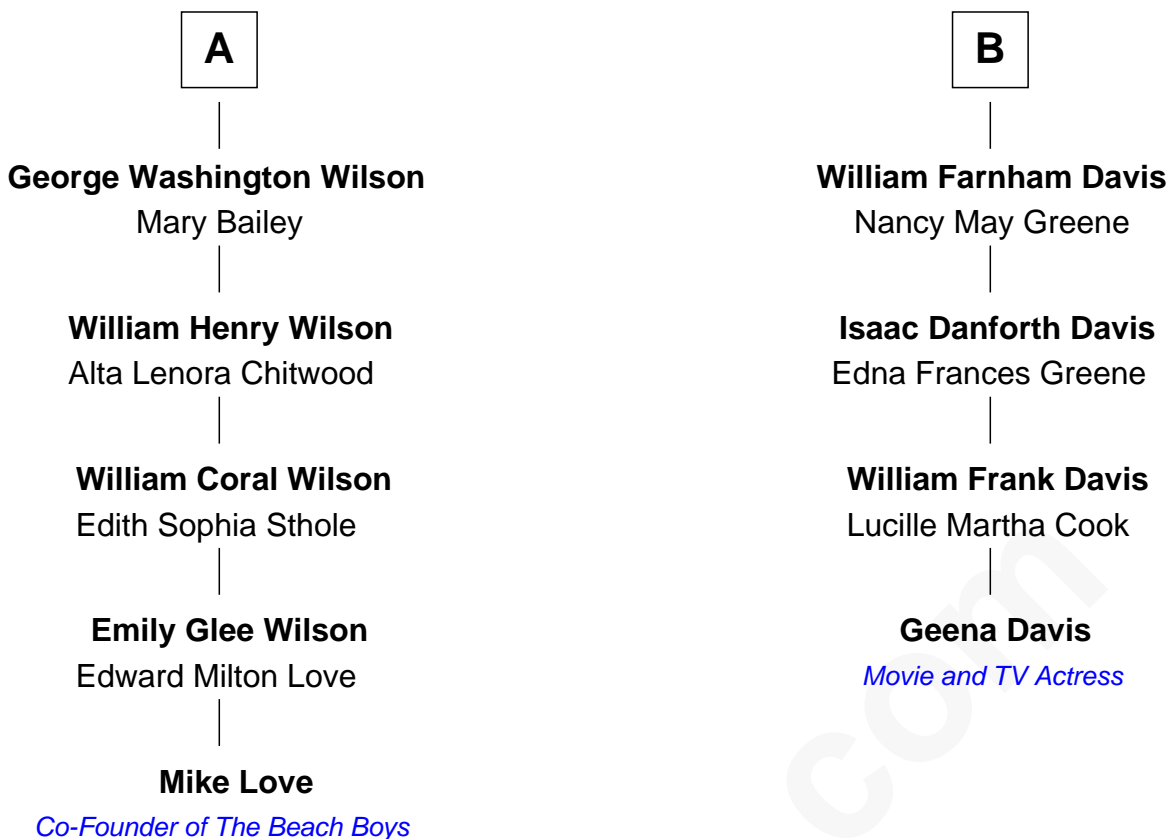 A
George Washington Wilson
Mary Bailey
William Henry Wilson
Alta Lenora Chitwood
William Coral Wilson
Edith Sophia Sthole
Emily Glee Wilson
Edward Milton Love
Mike Love
Co-Founder of The Beach Boys
B
William Farnham Davis
Nancy May Greene
Isaac Danforth Davis
Edna Frances Greene
William Frank Davis
Lucille Martha Cook
Geena Davis
Movie and TV Actress
com